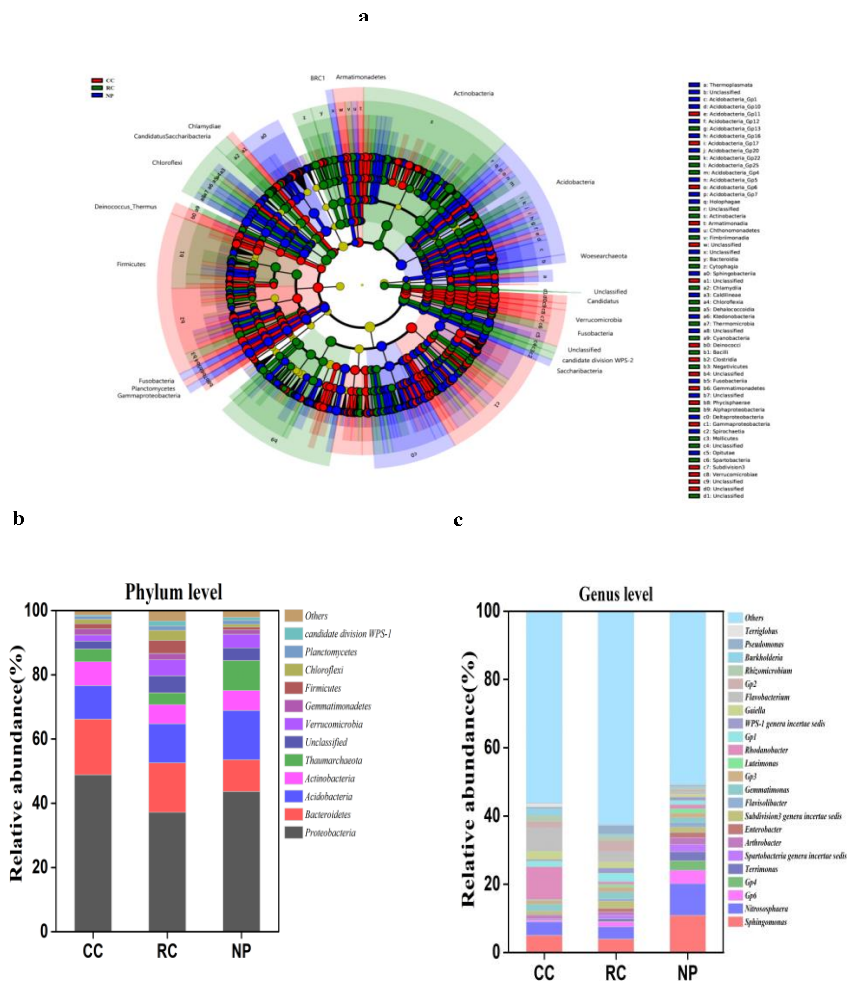 a
CC
RC
NP
BRC1
Armatimonadetes
Actinobacteria
Chlamydiae
CandidatusSaccharibacteria
Chloroflexi
Deinococcus_Thermus
Firmicutes
Fusobacteria
Planctomycetes
Gammaproteobacteria
Acidobacteria
Woesearchaeota
Unclassified
Candidatus
Verrucomicrobia
Fusobacteria
Unclassified
candidate division WPS-2
Saccharibacteria
a: Thermoplasmata
b: Unclassified
c: Acidobacteria_Gp1
d: Acidobacteria_Gp10
e: Acidobacteria_Gp11
f: Acidobacteria_Gp12
g: Acidobacteria_Gp13
h: Acidobacteria_Gp16
i: Acidobacteria_Gp17
j: Acidobacteria_Gp20
k: Acidobacteria_Gp22
l: Acidobacteria_Gp25
m: Acidobacteria_Gp4
n: Acidobacteria_Gp5
o: Acidobacteria_Gp6
p: Acidobacteria_Gp7
q: Holophagae
r: Unclassified
s: Actinobacteria
t: Armatimonadia
u: Chthonomonadetes
v: Fimbriimonadia
w: Unclassified
x: Unclassified
y: Bacteroidia
z: Cytophagia
a0: Sphingobacteriia
a1: Unclassified
a2: Chlamydiia
a3: Caldilineae
a4: Chloroflexia
a5: Dehalococcoidia
a6: Ktedonobacteria
a7: Thermomicrobia
a8: Unclassified
a9: Cyanobacteria
b0: Deinococci
b1: Bacilli
b2: Clostridia
b3: Negativicutes
b4: Unclassified
b5: Fusobacteriia
b6: Gemmatimonadetes
b7: Unclassified
b8: Phycisphaerae
b9: Alphaproteobacteria
c0: Deltaproteobacteria
c1: Gammaproteobacteria
c2: Spirochaetia
c3: Mollicutes
c4: Unclassified
c5: Opitutae
c6: Spartobacteria
c7: Subdivision3
c8: Verrucomicrobiae
c9: Unclassified
d0: Unclassified
d1: Unclassified
b
Phylum level
Relative abundance(%)
100
80
60
40
20
0
CC
RC
NP
Others
candidate division WPS-1
Planctomycetes
Chloroflexi
Firmicutes
Gemmatimonadetes
Verrucomicrobia
Unclassified
Thaumarchaeota
Actinobacteria
Acidobacteria
Bacteroidetes
Proteobacteria
c
Genus level
Relative abundance(%)
100
80
60
40
20
0
CC
RC
NP
Others
Terriglobus
Pseudomonas
Burkholderia
Rhizomicrobium
Gp2
Flavobacterium
Gaiella
WPS-1 genera incertae sedis
Gp1
Rhodanobacter
Luteimonas
Gp3
Gemmatimonas
Flavisolibacter
Subdivision3 genera incertae sedis
Enterobacter
Arthrobacter
Spartobacteria genera incertae sedis
Terrimonas
Gp4
Gp6
Nitrososphaera
Sphingomonas